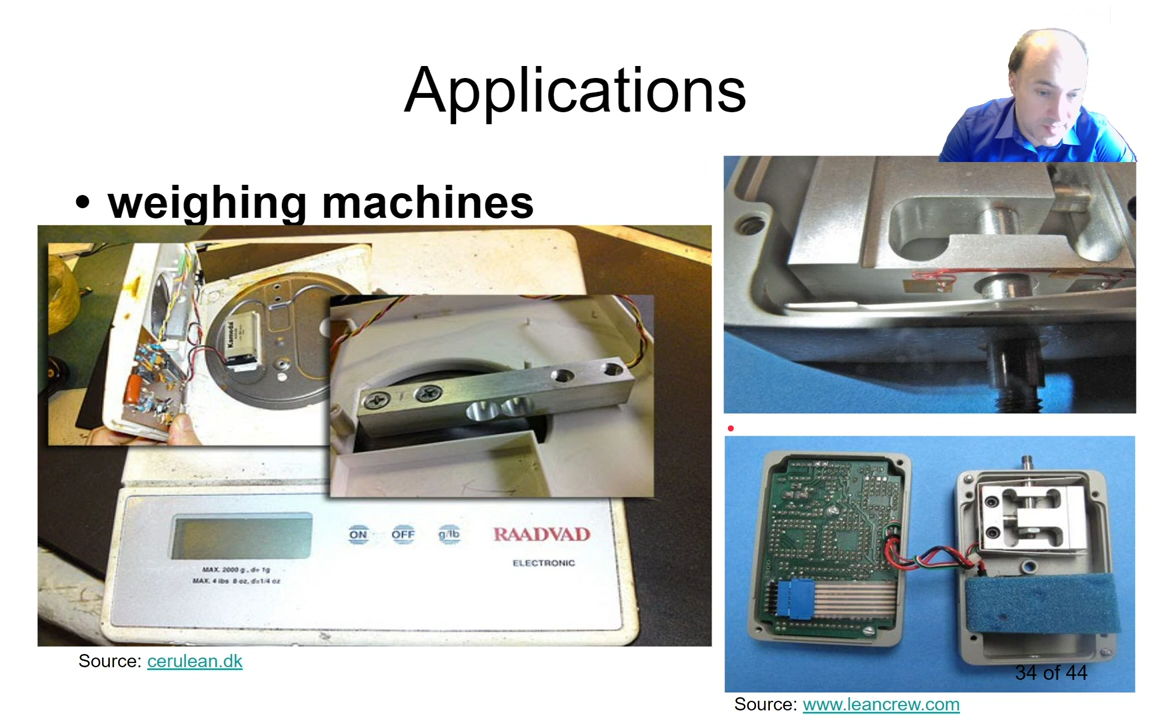 Applications
• weighing machines
Kamoda
MAX. 2000 g., d= 1g
MAX. 4 lbs 8 oz, d=1/4 oz
ON OFF g/lb
RAADVAD
ELECTRONIC
Source: cerulean.dk
34 of 44
Source: www.leancrew.com